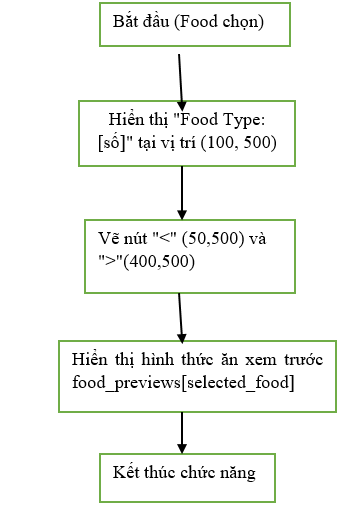 Bắt đầu (Food chọn)
Hiển thị "Food Type:
[số]" tại vị trí (100, 500)
Vẽ nút "<" (50,500) và
">"(400,500)
Hiển thị hình thức ăn xem trước
food_previews[selected_food]
Kết thúc chức năng